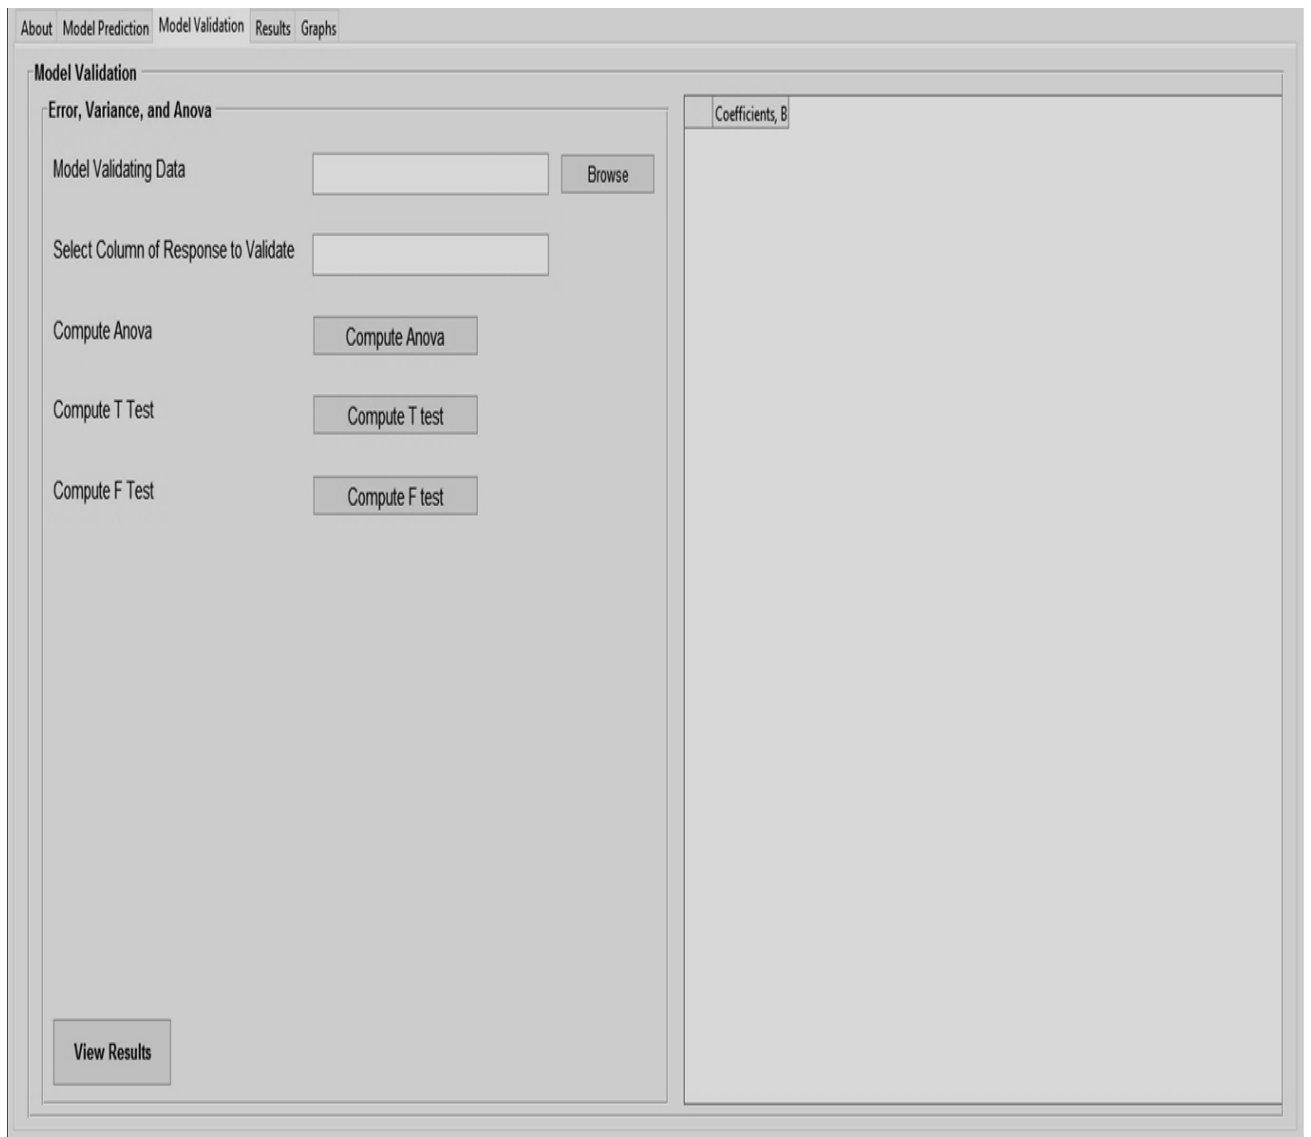 About Model Prediction Model Validation Results Graphs
Model Validation
Error, Variance, and Anova
Coefficients, B
Model Validating Data Browse
Select Column of Response to Validate
Compute Anova Compute Anova
Compute T Test Compute T test
Compute F Test Compute F test
View Results